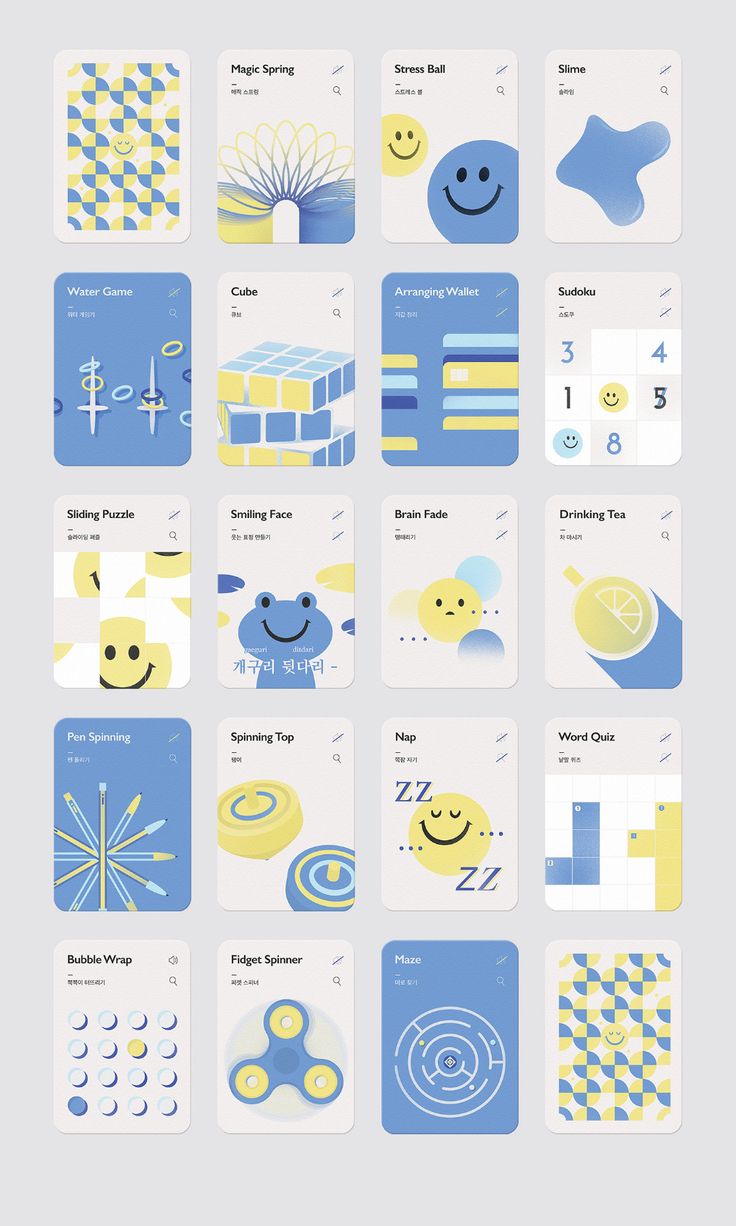 Magic Spring
매직 스프링
Stress Ball
스트레스 볼
Slime
슬라임
Water Game
워터 게임기
Cube
큐브
Arranging Wallet
지갑 정리
Sudoku
스도쿠
3 4
1 5
8
Sliding Puzzle
슬라이딩 퍼즐
Smiling Face
웃는 표정 만들기
gaeguri ditdari
개구리 뒷다리 -
Brain Fade
멍때리기
Drinking Tea
차 마시기
Pen Spinning
펜 돌리기
Spinning Top
팽이
Nap
쪽잠 자기
ZZ
ZZ
Word Quiz
낱말 퀴즈
Bubble Wrap
뽁뽁이 터뜨리기
Fidget Spinner
피젯 스피너
Maze
미로 찾기